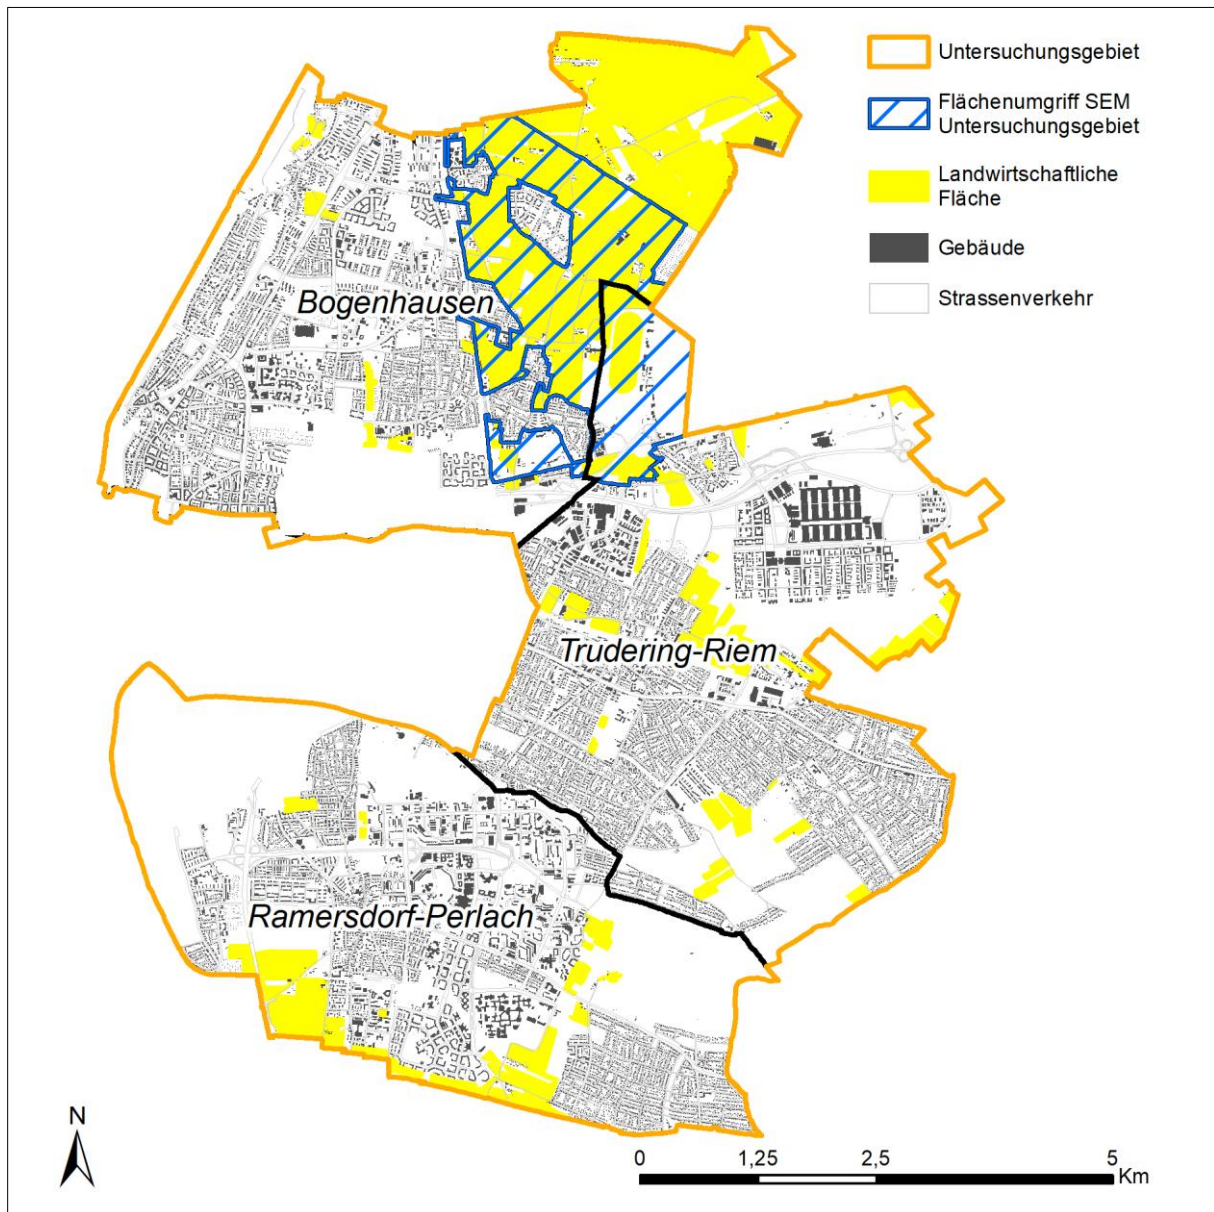 Untersuchungsgebiet
Flächenumgriff SEM
Untersuchungsgebiet
Landwirtschaftliche
Fläche
Gebäude
Strassenverkehr
Bogenhausen
Trudering-Riem
Ramersdorf-Perlach
N
0 1,25 2,5 5
Km